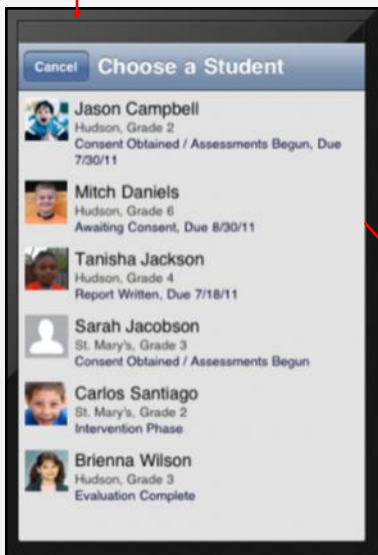 Cancel
Choose a Student
Jason Campbell
Hudson, Grade 2
Consent Obtained / Assessments Begun, Due
7/30/11
Mitch Daniels
Hudson, Grade 6
Awaiting Consent, Due 8/30/11
Tanisha Jackson
Hudson, Grade 4
Report Written, Due 7/18/11
Sarah Jacobson
St. Mary's, Grade 3
Consent Obtained / Assessments Begun
Carlos Santiago
St. Mary's, Grade 2
Intervention Phase
Brienna Wilson
Hudson, Grade 3
Evaluation Complete